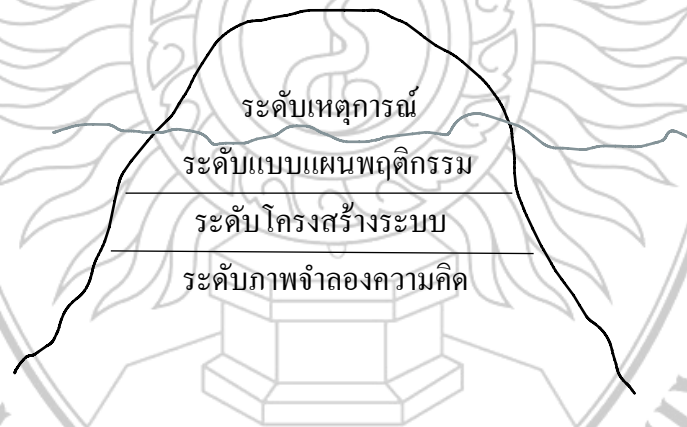 ระดับเหตุการณ์
ระดับแบบแผนพฤติกรรม
ระดับโครงสร้างระบบ
ระดับภาพจำลองความคิด